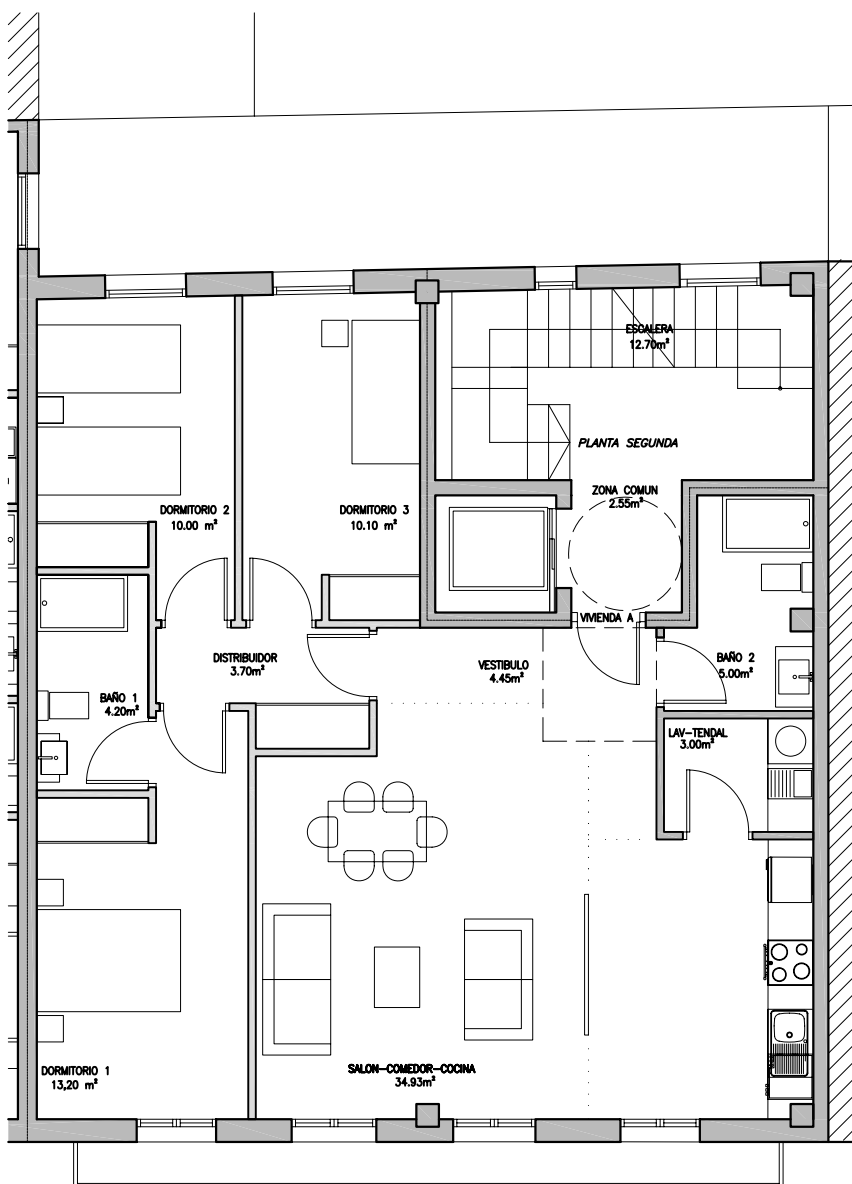 ESCALERA
12.70m²
PLANTA SEGUNDA
ZONA COMUN
2.55m²
DORMITORIO 2
10.00 m²
DORMITORIO 3
10.10 m²
VIVIENDA A
DISTRIBUIDOR
3.70m²
VESTIBULO
4.45m²
BAÑO 2
5.00m²
BAÑO 1
4.20m²
LAV-TENDAL
3.00m²
DORMITORIO 1
13,20 m²
SALON-COMEDOR-COCINA
34.93m²